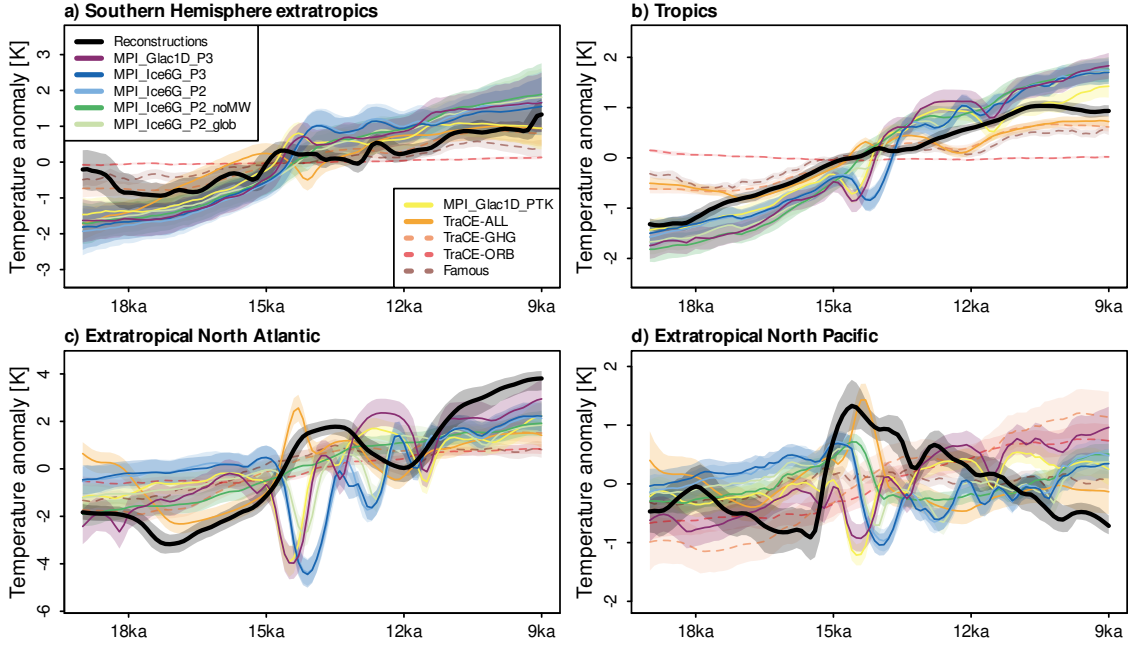 a) Southern Hemisphere extratropics
Temperature anomaly [K]
3
2
1
0
-1
-2
-3
Reconstructions
MPI_Glac1D_P3
MPI_Ice6G_P3
MPI_Ice6G_P2
MPI_Ice6G_P2_noMW
MPI_Ice6G_P2_glob
MPI_Glac1D_PTK
TraCE-ALL
TraCE-GHG
TraCE-ORB
Famous
18ka
15ka
12ka
9ka
b) Tropics
Temperature anomaly [K]
2
1
0
-1
-2
18ka
15ka
12ka
9ka
c) Extratropical North Atlantic
Temperature anomaly [K]
4
2
0
-2
-4
-6
18ka
15ka
12ka
9ka
d) Extratropical North Pacific
Temperature anomaly [K]
2
1
0
-1
-2
18ka
15ka
12ka
9ka